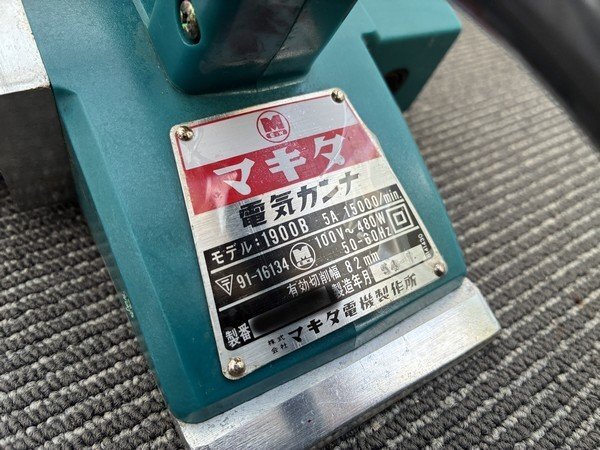 M
マキタ
電気カンナ
モデル:1900B 5A 15000/min.
91-16134 100V~ 480W
50-60Hz
有効切削幅 82mm
製造年月
製番
株式会社 マキタ電機製作所